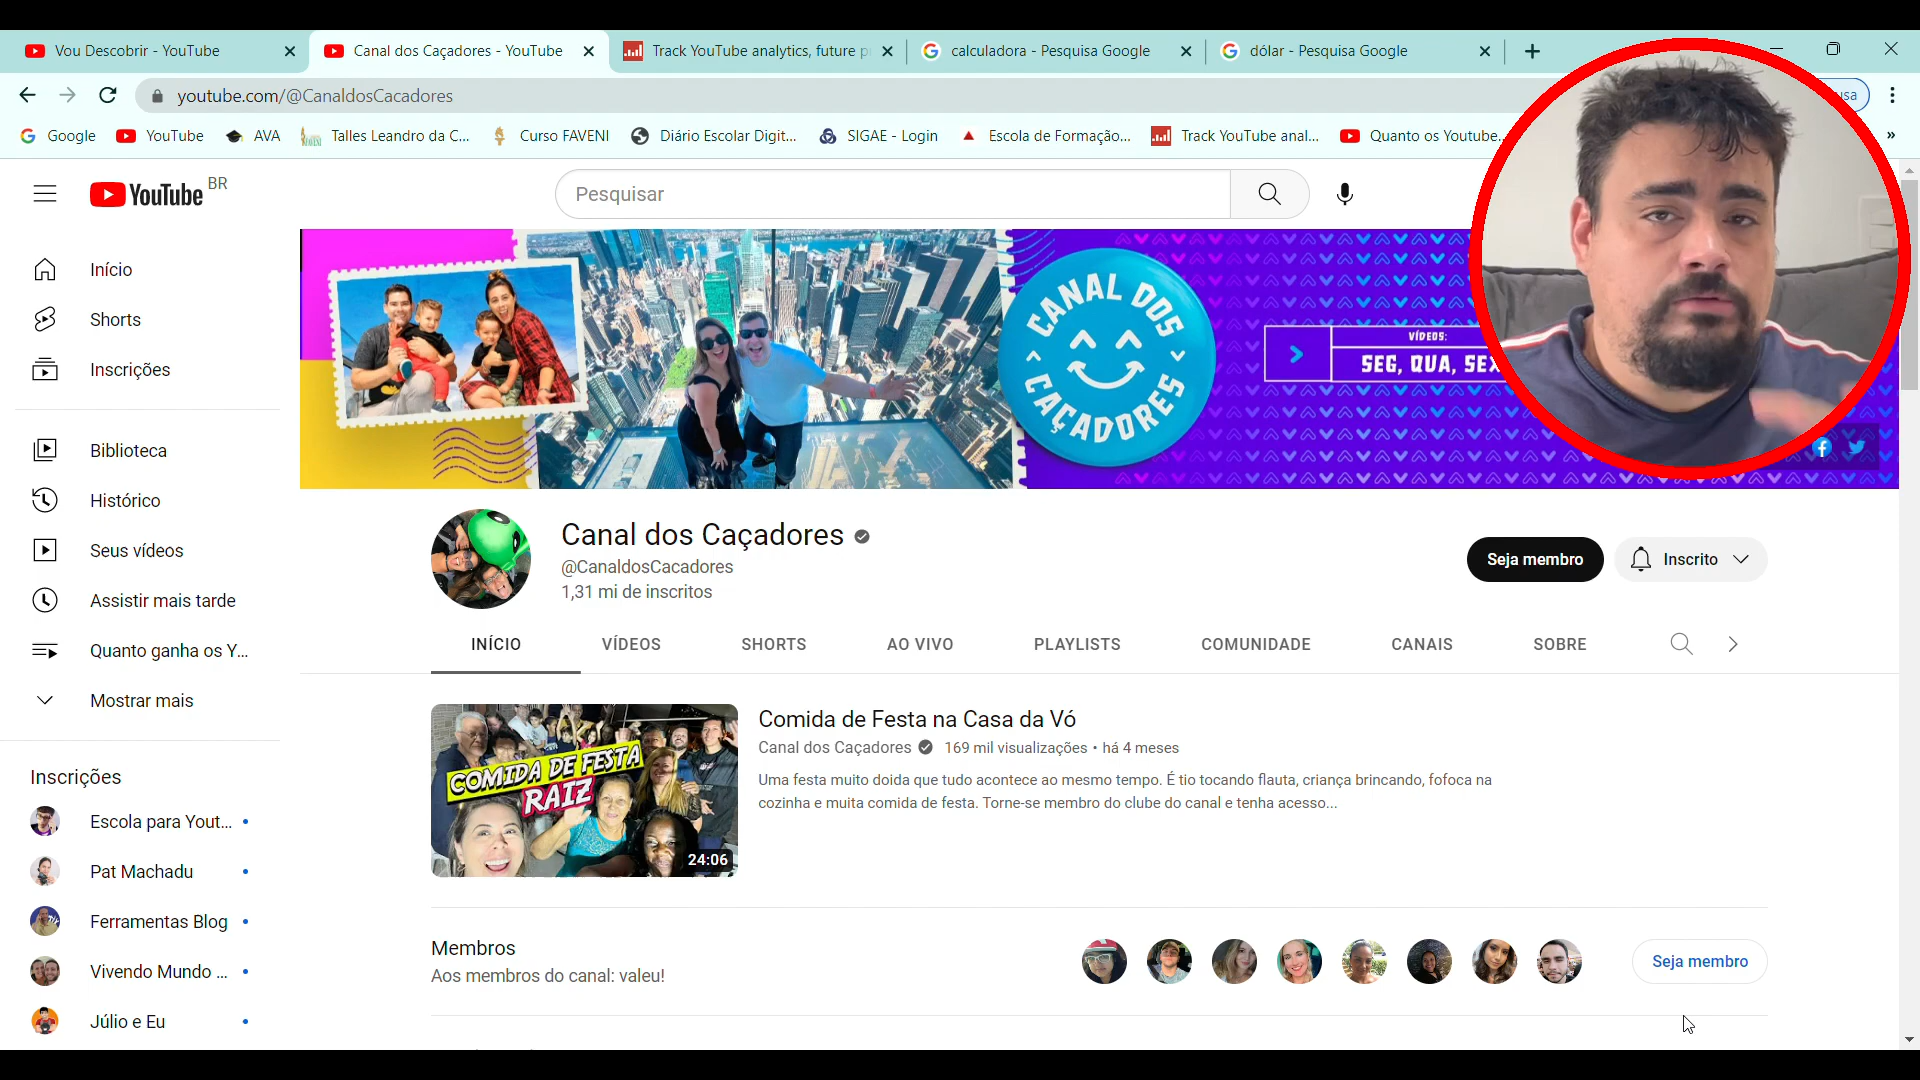 Vou Descobrir - YouTube
Canal dos Caçadores - YouTube
Track YouTube analytics, future p
calculadora - Pesquisa Google
dólar - Pesquisa Google
youtube.com/@CanaldosCacadores
Google
YouTube
AVA
Talles Leandro da C...
Curso FAVENI
Diário Escolar Digit...
SIGAE - Login
Escola de Formação...
Track YouTube anal...
Quanto os Youtube...
YouTube BR
Pesquisar
Início
Shorts
Inscrições
Biblioteca
Histórico
Seus vídeos
Assistir mais tarde
Quanto ganha os Y...
Mostrar mais
Inscrições
Escola para Yout...
Pat Machadu
Ferramentas Blog
Vivendo Mundo ...
Júlio e Eu
CANAL DOS
CAÇADORES
VÍDEOS:
SEG, QUA, SEX
Canal dos Caçadores
@CanaldosCacadores
1,31 mi de inscritos
Seja membro
Inscrito
INÍCIO
VÍDEOS
SHORTS
AO VIVO
PLAYLISTS
COMUNIDADE
CANAIS
SOBRE
COMIDA DE FESTA
RAIZ
24:06
Comida de Festa na Casa da Vó
Canal dos Caçadores 169 mil visualizações • há 4 meses
Uma festa muito doida que tudo acontece ao mesmo tempo. É tio tocando flauta, criança brincando, fofoca na
cozinha e muita comida de festa. Torne-se membro do clube do canal e tenha acesso...
Membros
Aos membros do canal: valeu!
Seja membro